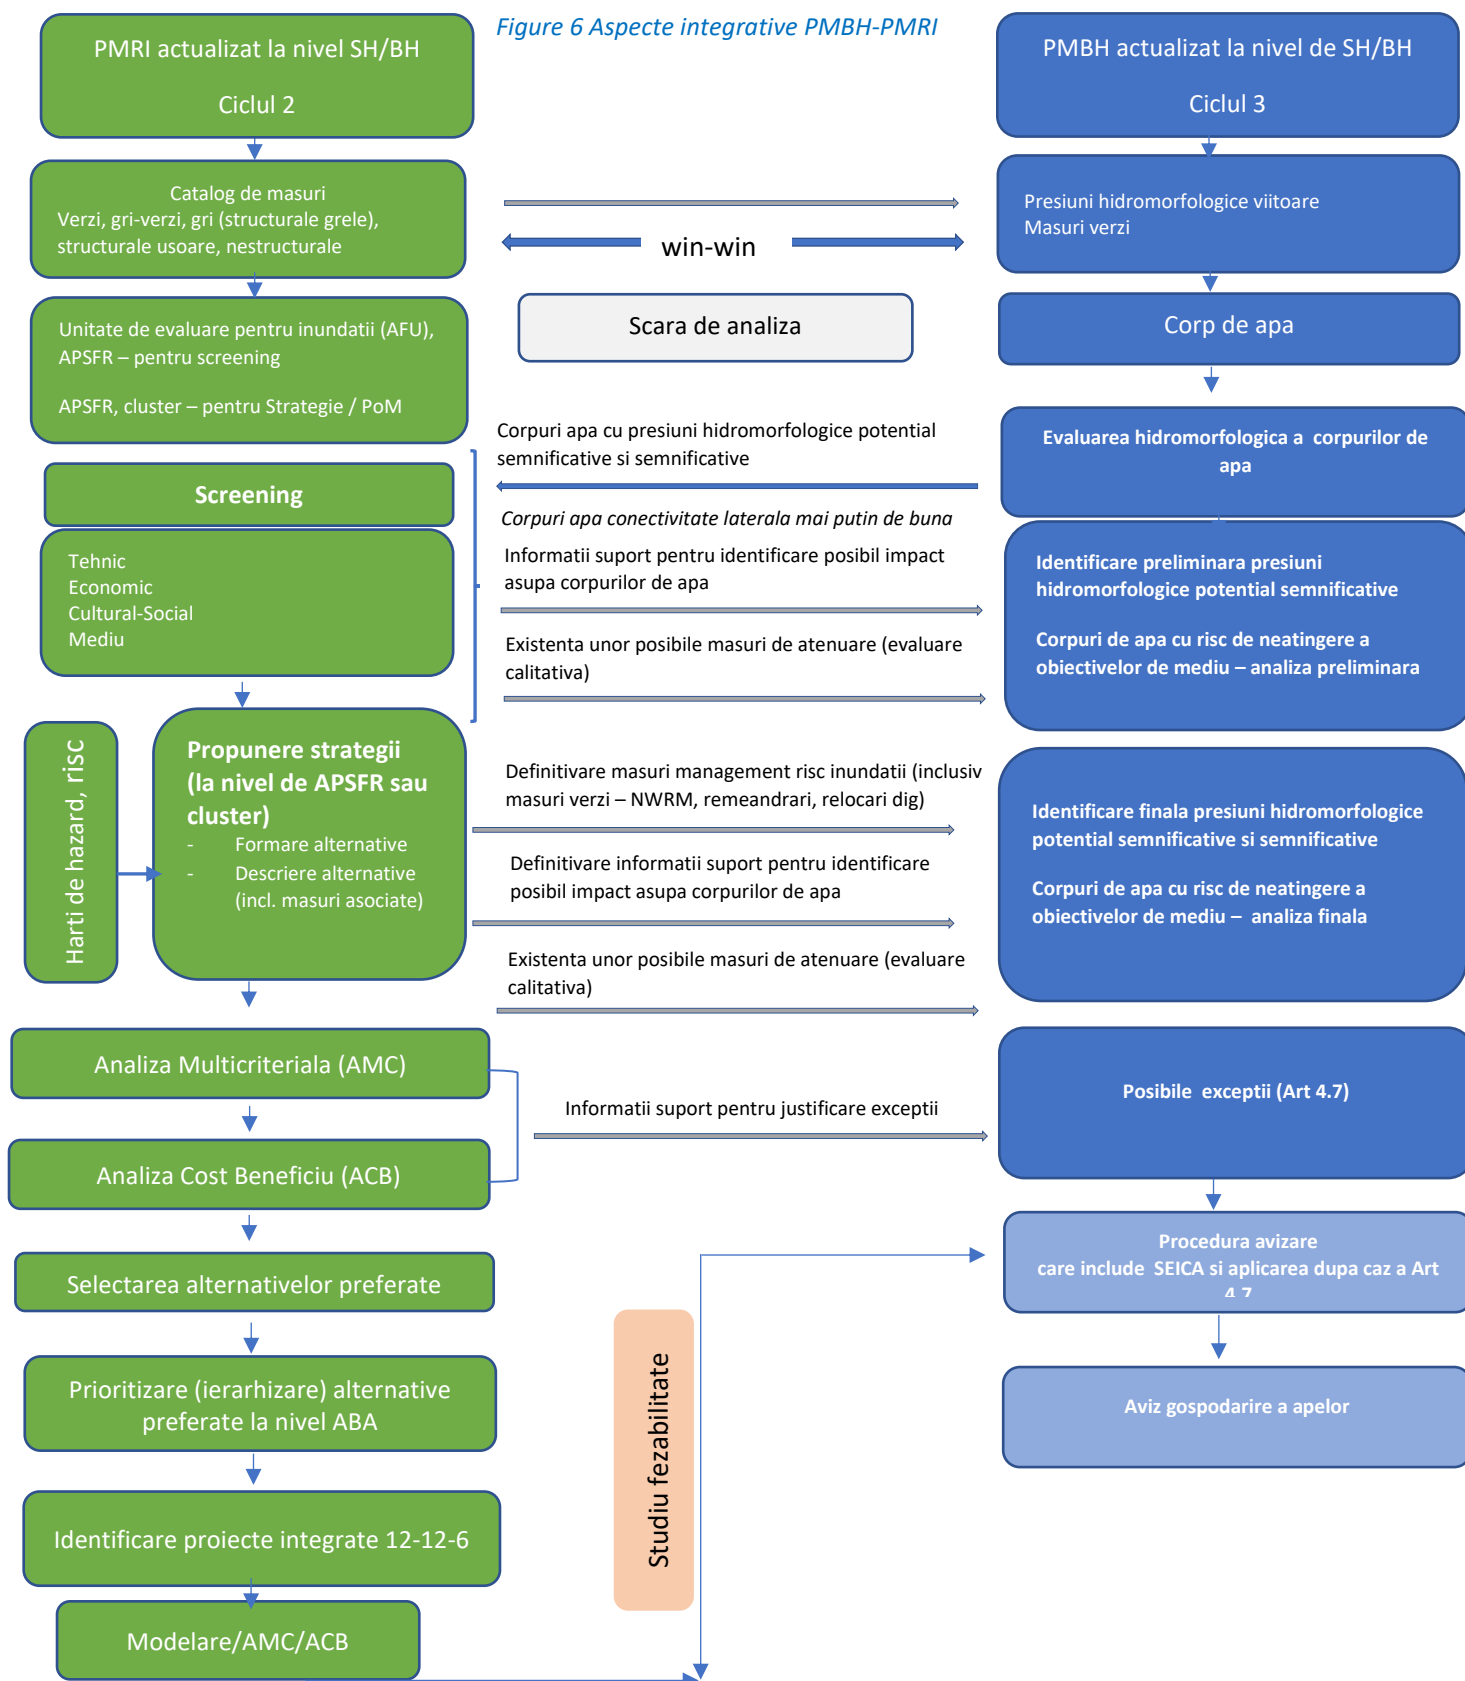 Figure 6 Aspecte integrative PMBH-PMRI
PMRI actualizat la nivel SH/BH
Ciclul 2
PMBH actualizat la nivel de SH/BH
Ciclul 3
Catalog de masuri
Verzi, gri-verzi, gri (structurale grele),
structurale usoare, nestructurale
win-win
Presiuni hidromorfologice viitoare
Masuri verzi
Unitate de evaluare pentru inundatii (AFU),
APSFR – pentru screening
APSFR, cluster – pentru Strategie / PoM
Scara de analiza
Corp de apa
Corpuri apa cu presiuni hidromorfologice potential
semnificative si semnificative
Evaluarea hidromorfologica a  corpurilor de
apa
Screening
Corpuri apa conectivitate laterala mai putin de buna
Tehnic
Economic
Cultural-Social
Mediu
Informatii suport pentru identificare posibil impact
asupa corpurilor de apa
Existenta unor posibile masuri de atenuare (evaluare
calitativa)
Identificare preliminara presiuni
hidromorfologice potential semnificative
Corpuri de apa cu risc de neatingere a
obiectivelor de mediu – analiza preliminara
Harti de hazard, risc
Propunere strategii
(la nivel de APSFR sau
cluster)
- Formare alternative
- Descriere alternative
(incl. masuri asociate)
Definitivare masuri management risc inundatii (inclusiv
masuri verzi – NWRM, remeandrari, relocari dig)
Definitivare informatii suport pentru identificare
posibil impact asupa corpurilor de apa
Existenta unor posibile masuri de atenuare (evaluare
calitativa)
Identificare finala presiuni hidromorfologice
potential semnificative si semnificative
Corpuri de apa cu risc de neatingere a
obiectivelor de mediu –  analiza finala
Analiza Multicriteriala (AMC)
Informatii suport pentru justificare exceptii
Posibile  exceptii (Art 4.7)
Analiza Cost Beneficiu (ACB)
Procedura avizare
care include  SEICA si aplicarea dupa caz a Art
4.7
Selectarea alternativelor preferate
Studiu fezabilitate
Prioritizare (ierarhizare) alternative
preferate la nivel ABA
Aviz gospodarire a apelor
Identificare proiecte integrate 12-12-6
Modelare/AMC/ACB